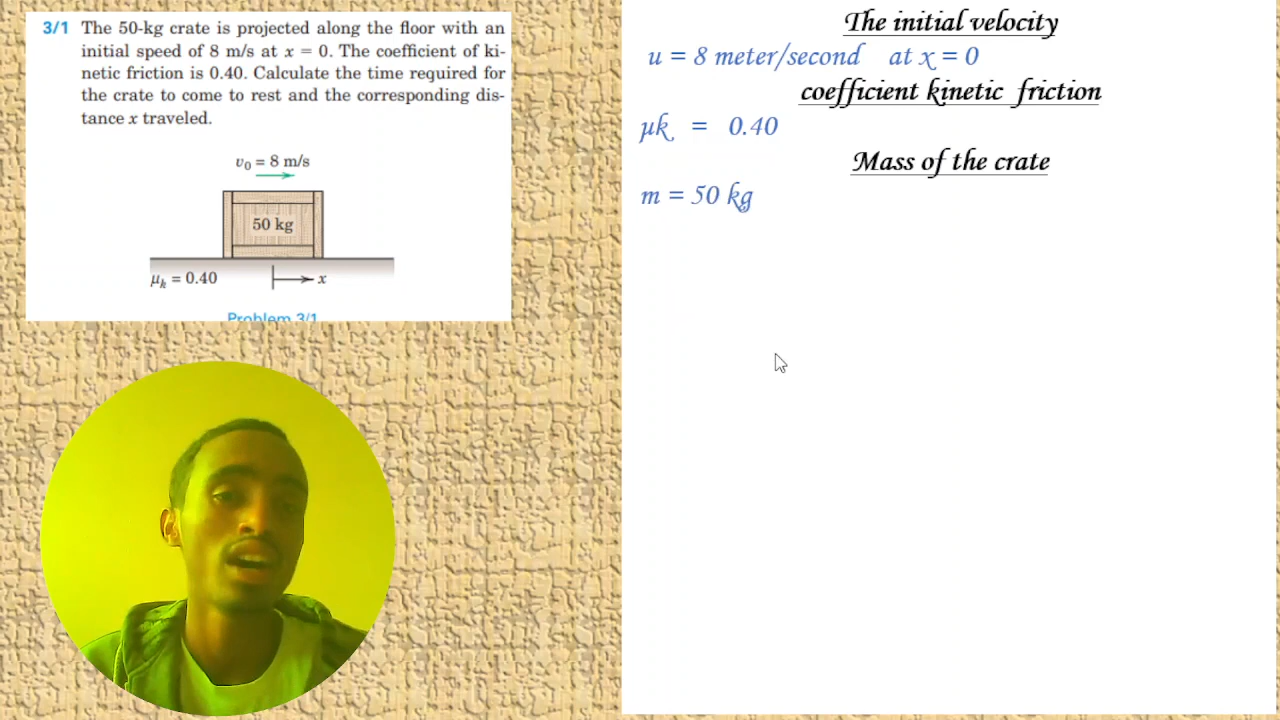 3/1 The 50-kg crate is projected along the floor with an
initial speed of 8 m/s at x = 0. The coefficient of ki-
netic friction is 0.40. Calculate the time required for
the crate to come to rest and the corresponding dis-
tance x traveled.
v0 = 8 m/s
50 kg
μk = 0.40
x
Problem 3/1
The initial velocity
u = 8 meter/second at x = 0
coefficient kinetic friction
μk = 0.40
Mass of the crate
m = 50 kg